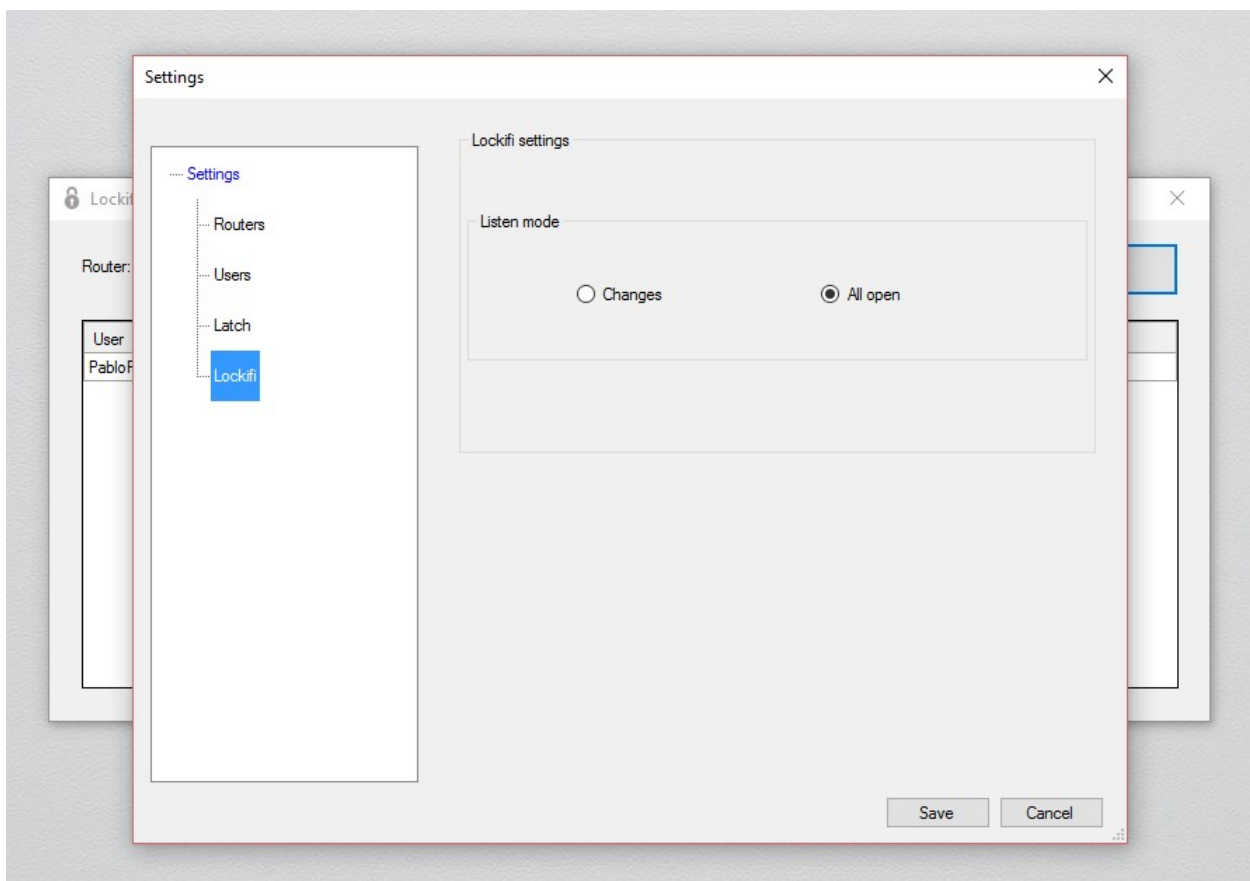 Settings
Lockifi settings
Settings
Routers
Users
Latch
Lockifi
Listen mode
Changes
All open
Router:
User
Save
Cancel